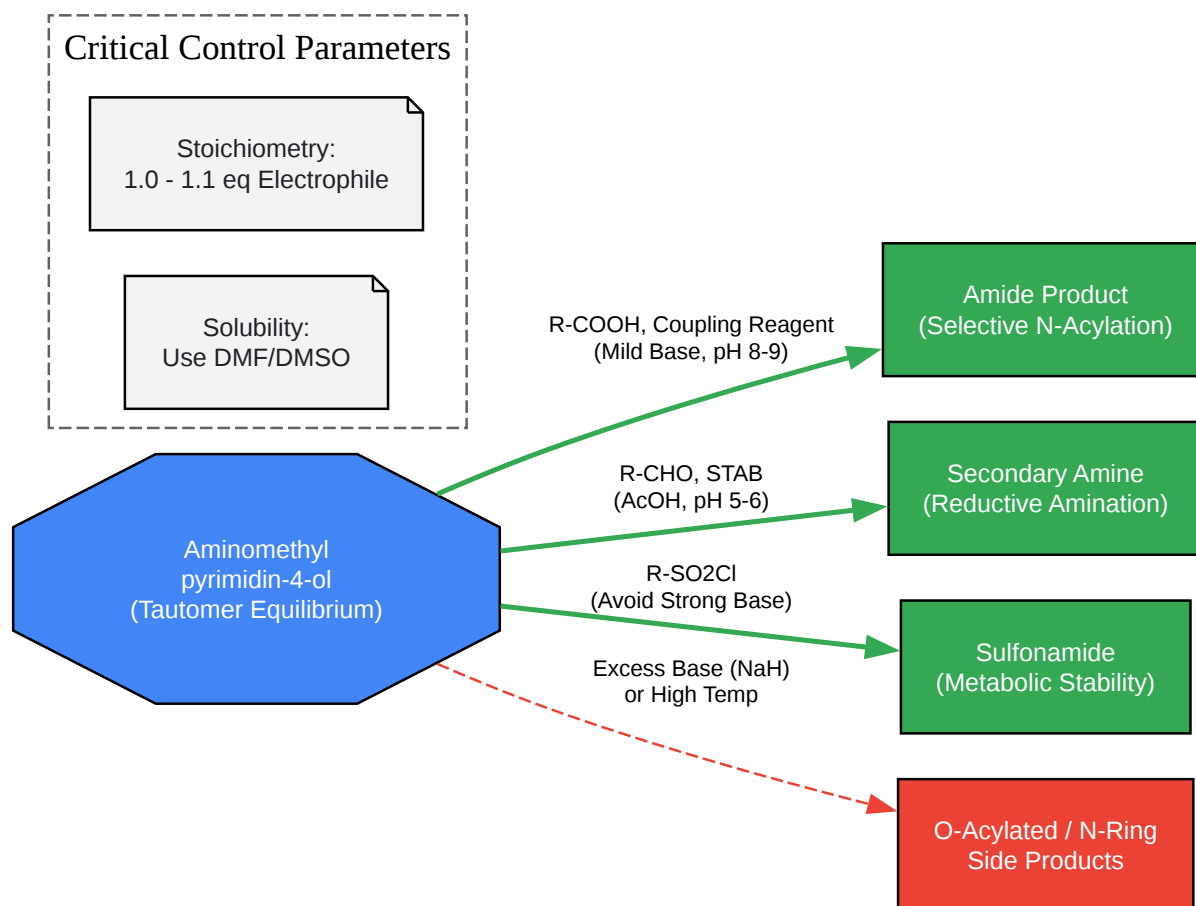 Critical Control Parameters
Stoichiometry:
1.0 - 1.1 eq Electrophile
Solubility:
Use DMF/DMSO
R-COOH, Coupling Reagent
(Mild Base, pH 8-9)
Amide Product
(Selective N-Acylation)
R-CHO, STAB
(AcOH, pH 5-6)
Secondary Amine
(Reductive Amination)
Aminomethyl
pyrimidin-4-ol
(Tautomer Equilibrium)
R-SO2Cl
(Avoid Strong Base)
Sulfonamide
(Metabolic Stability)
Excess Base (NaH)
or High Temp
O-Acylated / N-Ring
Side Products